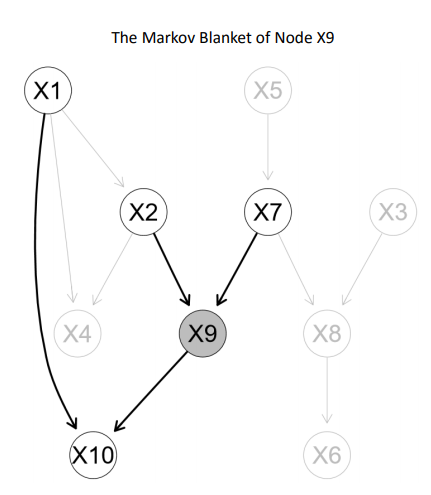 The Markov Blanket of Node X9
X1
X5
X2
X7
X3
X4
X9
X8
X10
X6